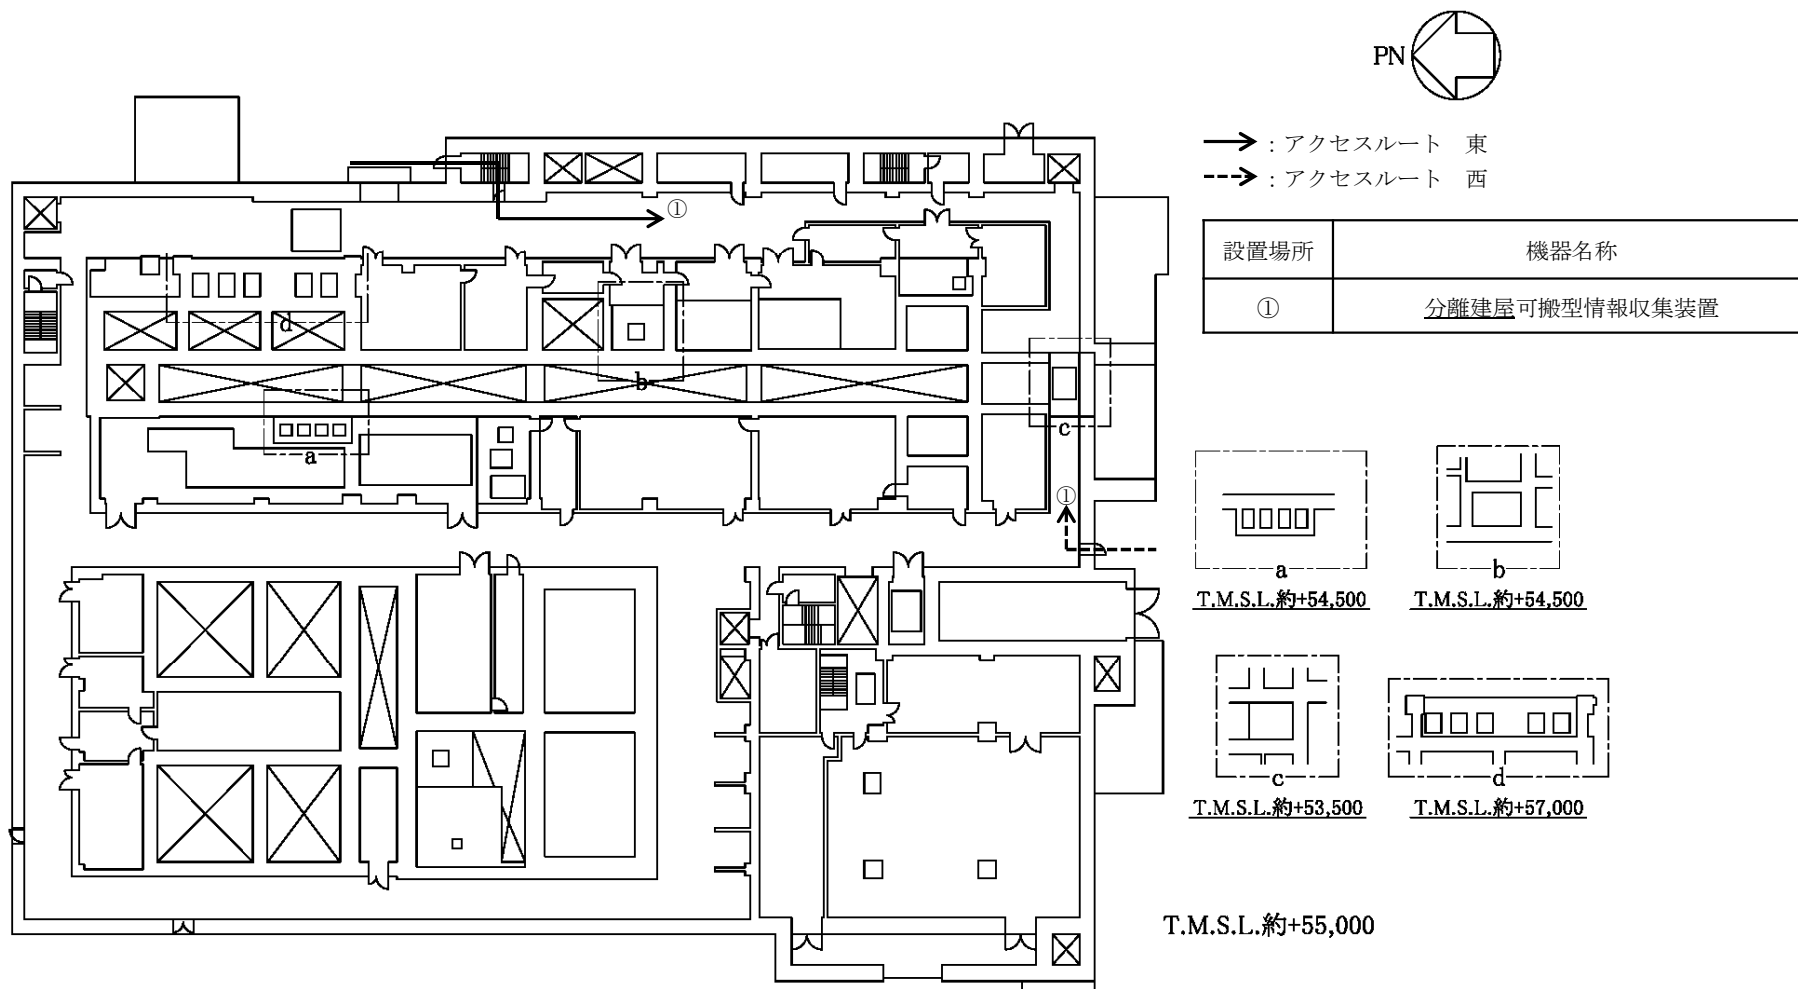 PN
: アクセスルート 東
: アクセスルート 西
設置場所 機器名称
① 分離建屋可搬型情報収集装置
①
d
b
a
c
①
a
T.M.S.L.約+54,500
b
T.M.S.L.約+54,500
c
T.M.S.L.約+53,500
d
T.M.S.L.約+57,000
T.M.S.L.約+55,000